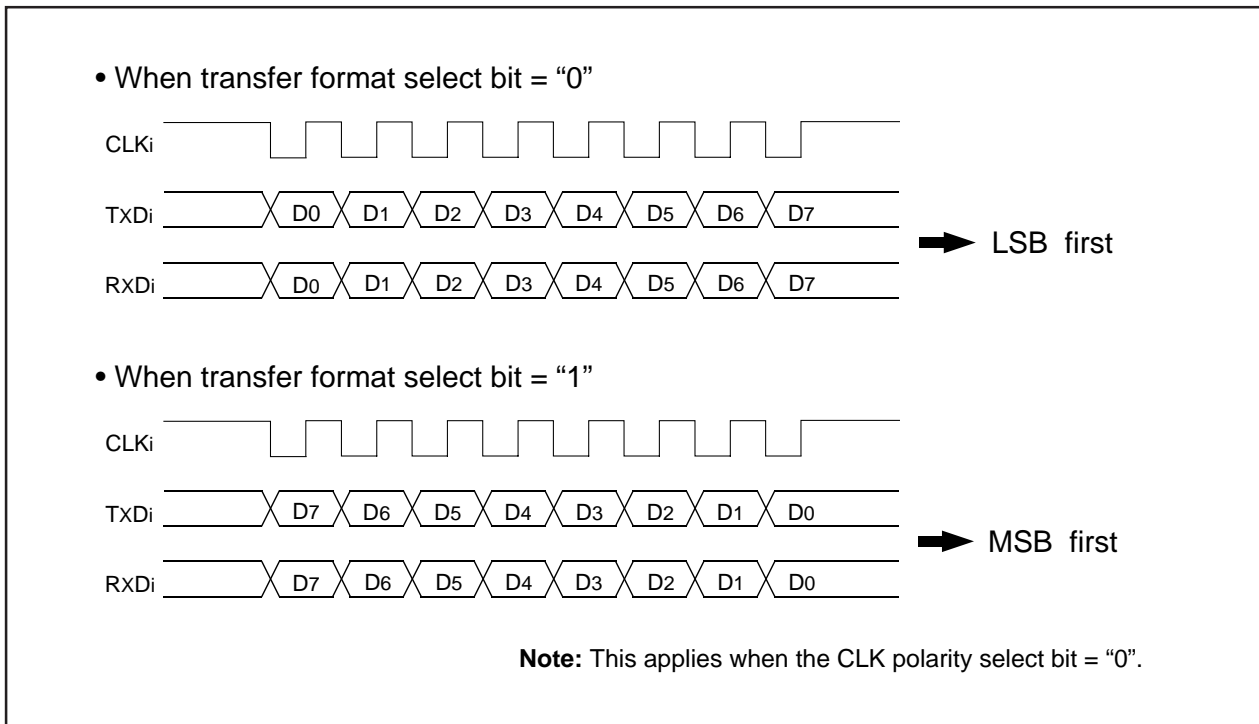 • When transfer format select bit = “0”
CLKi
TXDi D0 D1 D2 D3 D4 D5 D6 D7
LSB first
RXDi D0 D1 D2 D3 D4 D5 D6 D7
• When transfer format select bit = “1”
CLKi
TXDi D7 D6 D5 D4 D3 D2 D1 D0
MSB first
RXDi D7 D6 D5 D4 D3 D2 D1 D0
Note: This applies when the CLK polarity select bit = “0”.